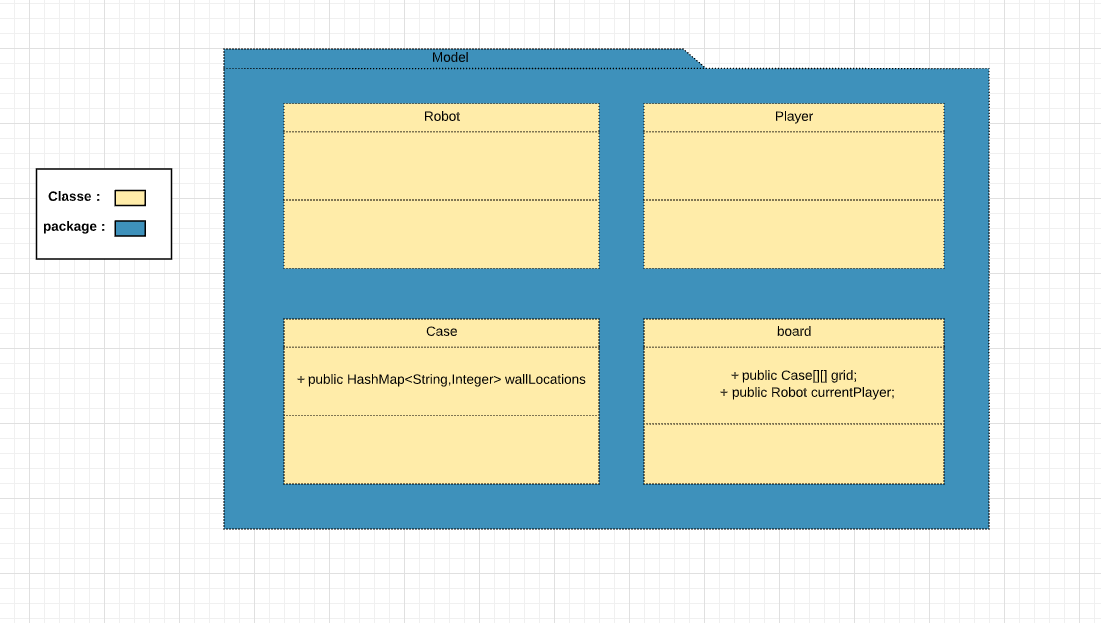 Model
Robot
Player
Classe :
package :
Case
board
+ public HashMap<String,Integer> wallLocations
+ public Case[][] grid;
+ public Robot currentPlayer;